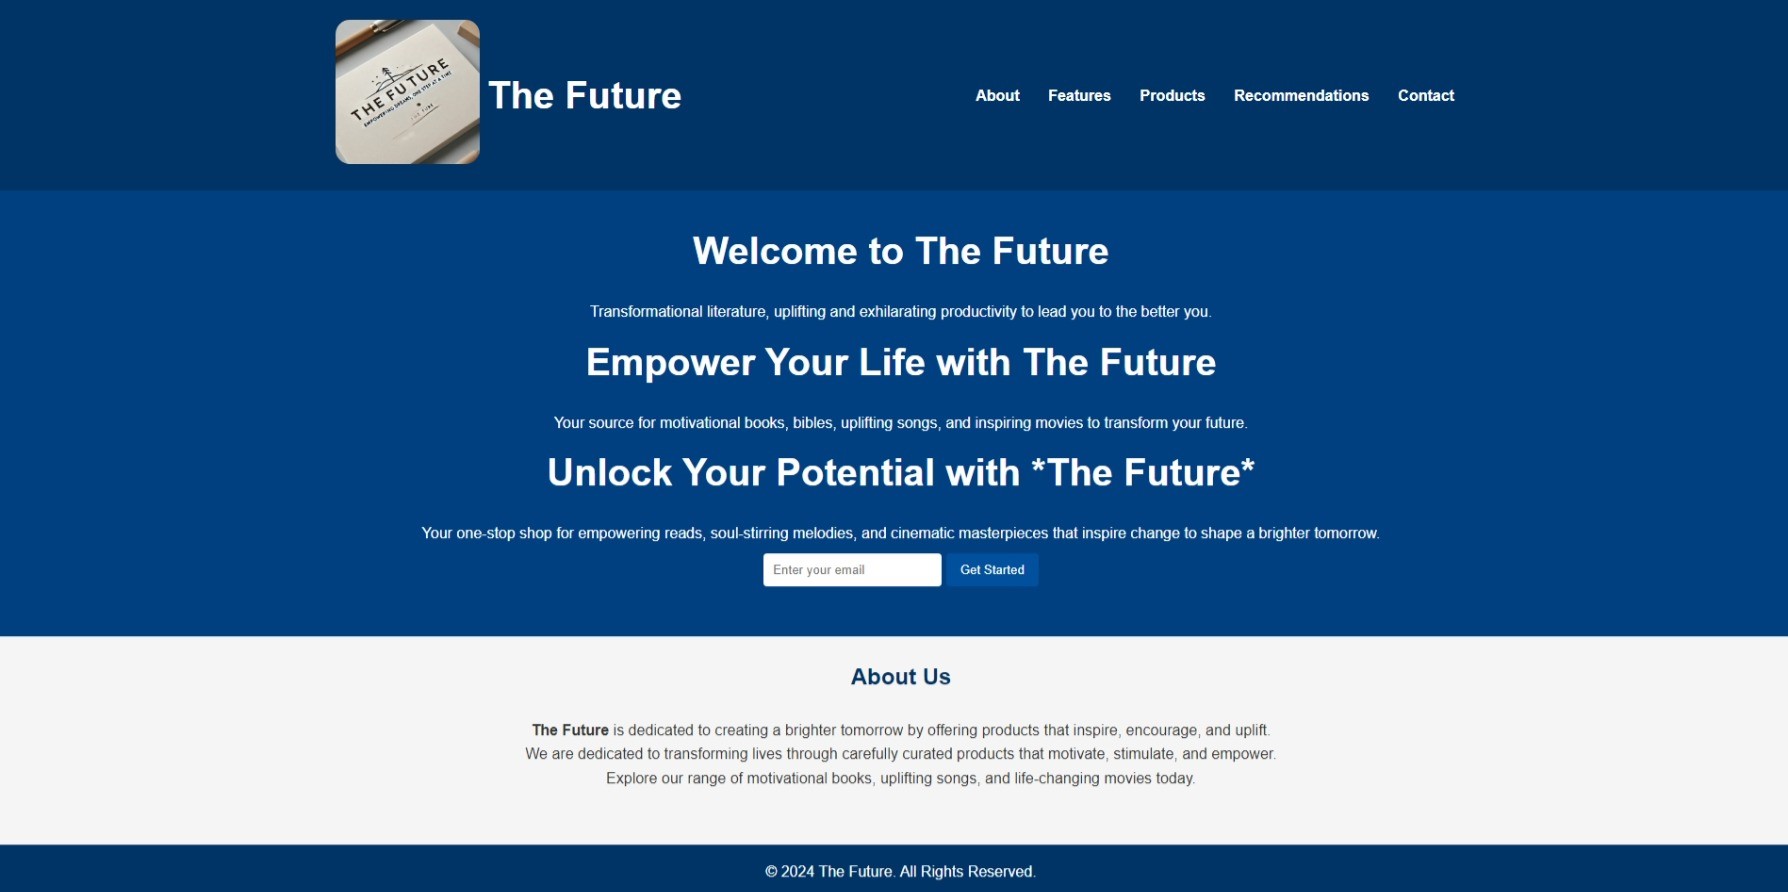 THE FUTURE
EMPOWERING DREAMS, ONE STEP AT A TIME
The Future
About
Features
Products
Recommendations
Contact
Welcome to The Future
Transformational literature, uplifting and exhilarating productivity to lead you to the better you.
Empower Your Life with The Future
Your source for motivational books, bibles, uplifting songs, and inspiring movies to transform your future.
Unlock Your Potential with *The Future*
Your one-stop shop for empowering reads, soul-stirring melodies, and cinematic masterpieces that inspire change to shape a brighter tomorrow.
Enter your email
Get Started
About Us
The Future is dedicated to creating a brighter tomorrow by offering products that inspire, encourage, and uplift.
We are dedicated to transforming lives through carefully curated products that motivate, stimulate, and empower.
Explore our range of motivational books, uplifting songs, and life-changing movies today.
© 2024 The Future. All Rights Reserved.